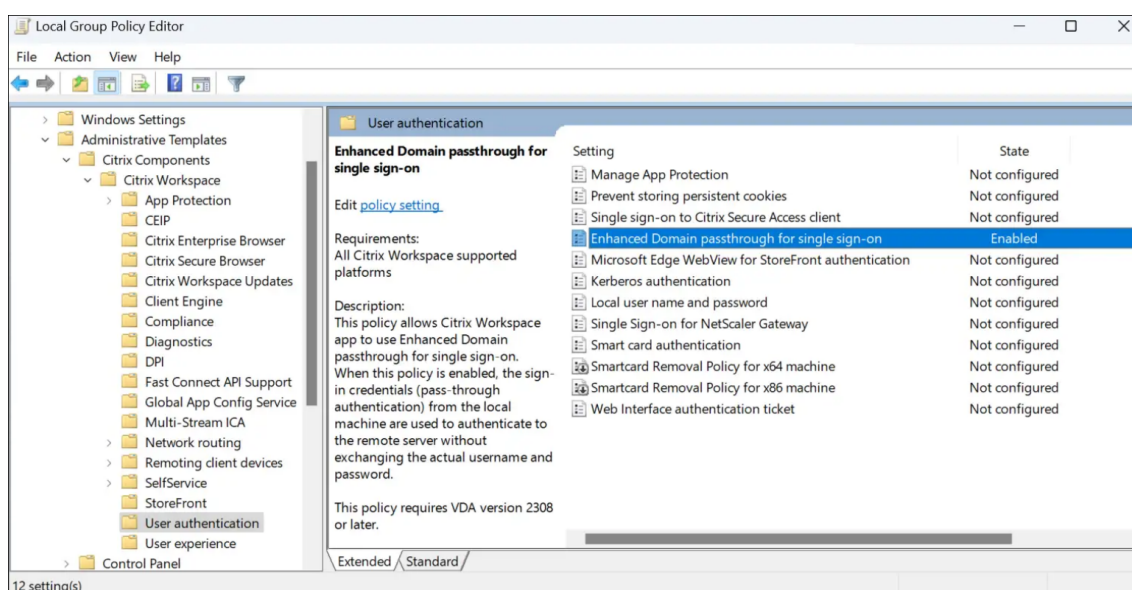 Local Group Policy Editor
File Action View Help
Windows Settings
Administrative Templates
Citrix Components
Citrix Workspace
App Protection
CEIP
Citrix Enterprise Browser
Citrix Secure Browser
Citrix Workspace Updates
Client Engine
Compliance
Diagnostics
DPI
Fast Connect API Support
Global App Config Service
Multi-Stream ICA
Network routing
Remoting client devices
SelfService
StoreFront
User authentication
User experience
Control Panel
User authentication
Enhanced Domain passthrough for
single sign-on
Edit policy setting
Requirements:
All Citrix Workspace supported
platforms
Description:
This policy allows Citrix Workspace
app to use Enhanced Domain
passthrough for single sign-on.
When this policy is enabled, the sign-
in credentials (pass-through
authentication) from the local
machine are used to authenticate to
the remote server without
exchanging the actual username and
password.
This policy requires VDA version 2308
or later.
Setting State
Manage App Protection Not configured
Prevent storing persistent cookies Not configured
Single sign-on to Citrix Secure Access client Not configured
Enhanced Domain passthrough for single sign-on Enabled
Microsoft Edge WebView for StoreFront authentication Not configured
Kerberos authentication Not configured
Local user name and password Not configured
Single Sign-on for NetScaler Gateway Not configured
Smart card authentication Not configured
Smartcard Removal Policy for x64 machine Not configured
Smartcard Removal Policy for x86 machine Not configured
Web Interface authentication ticket Not configured
Extended Standard
12 setting(s)